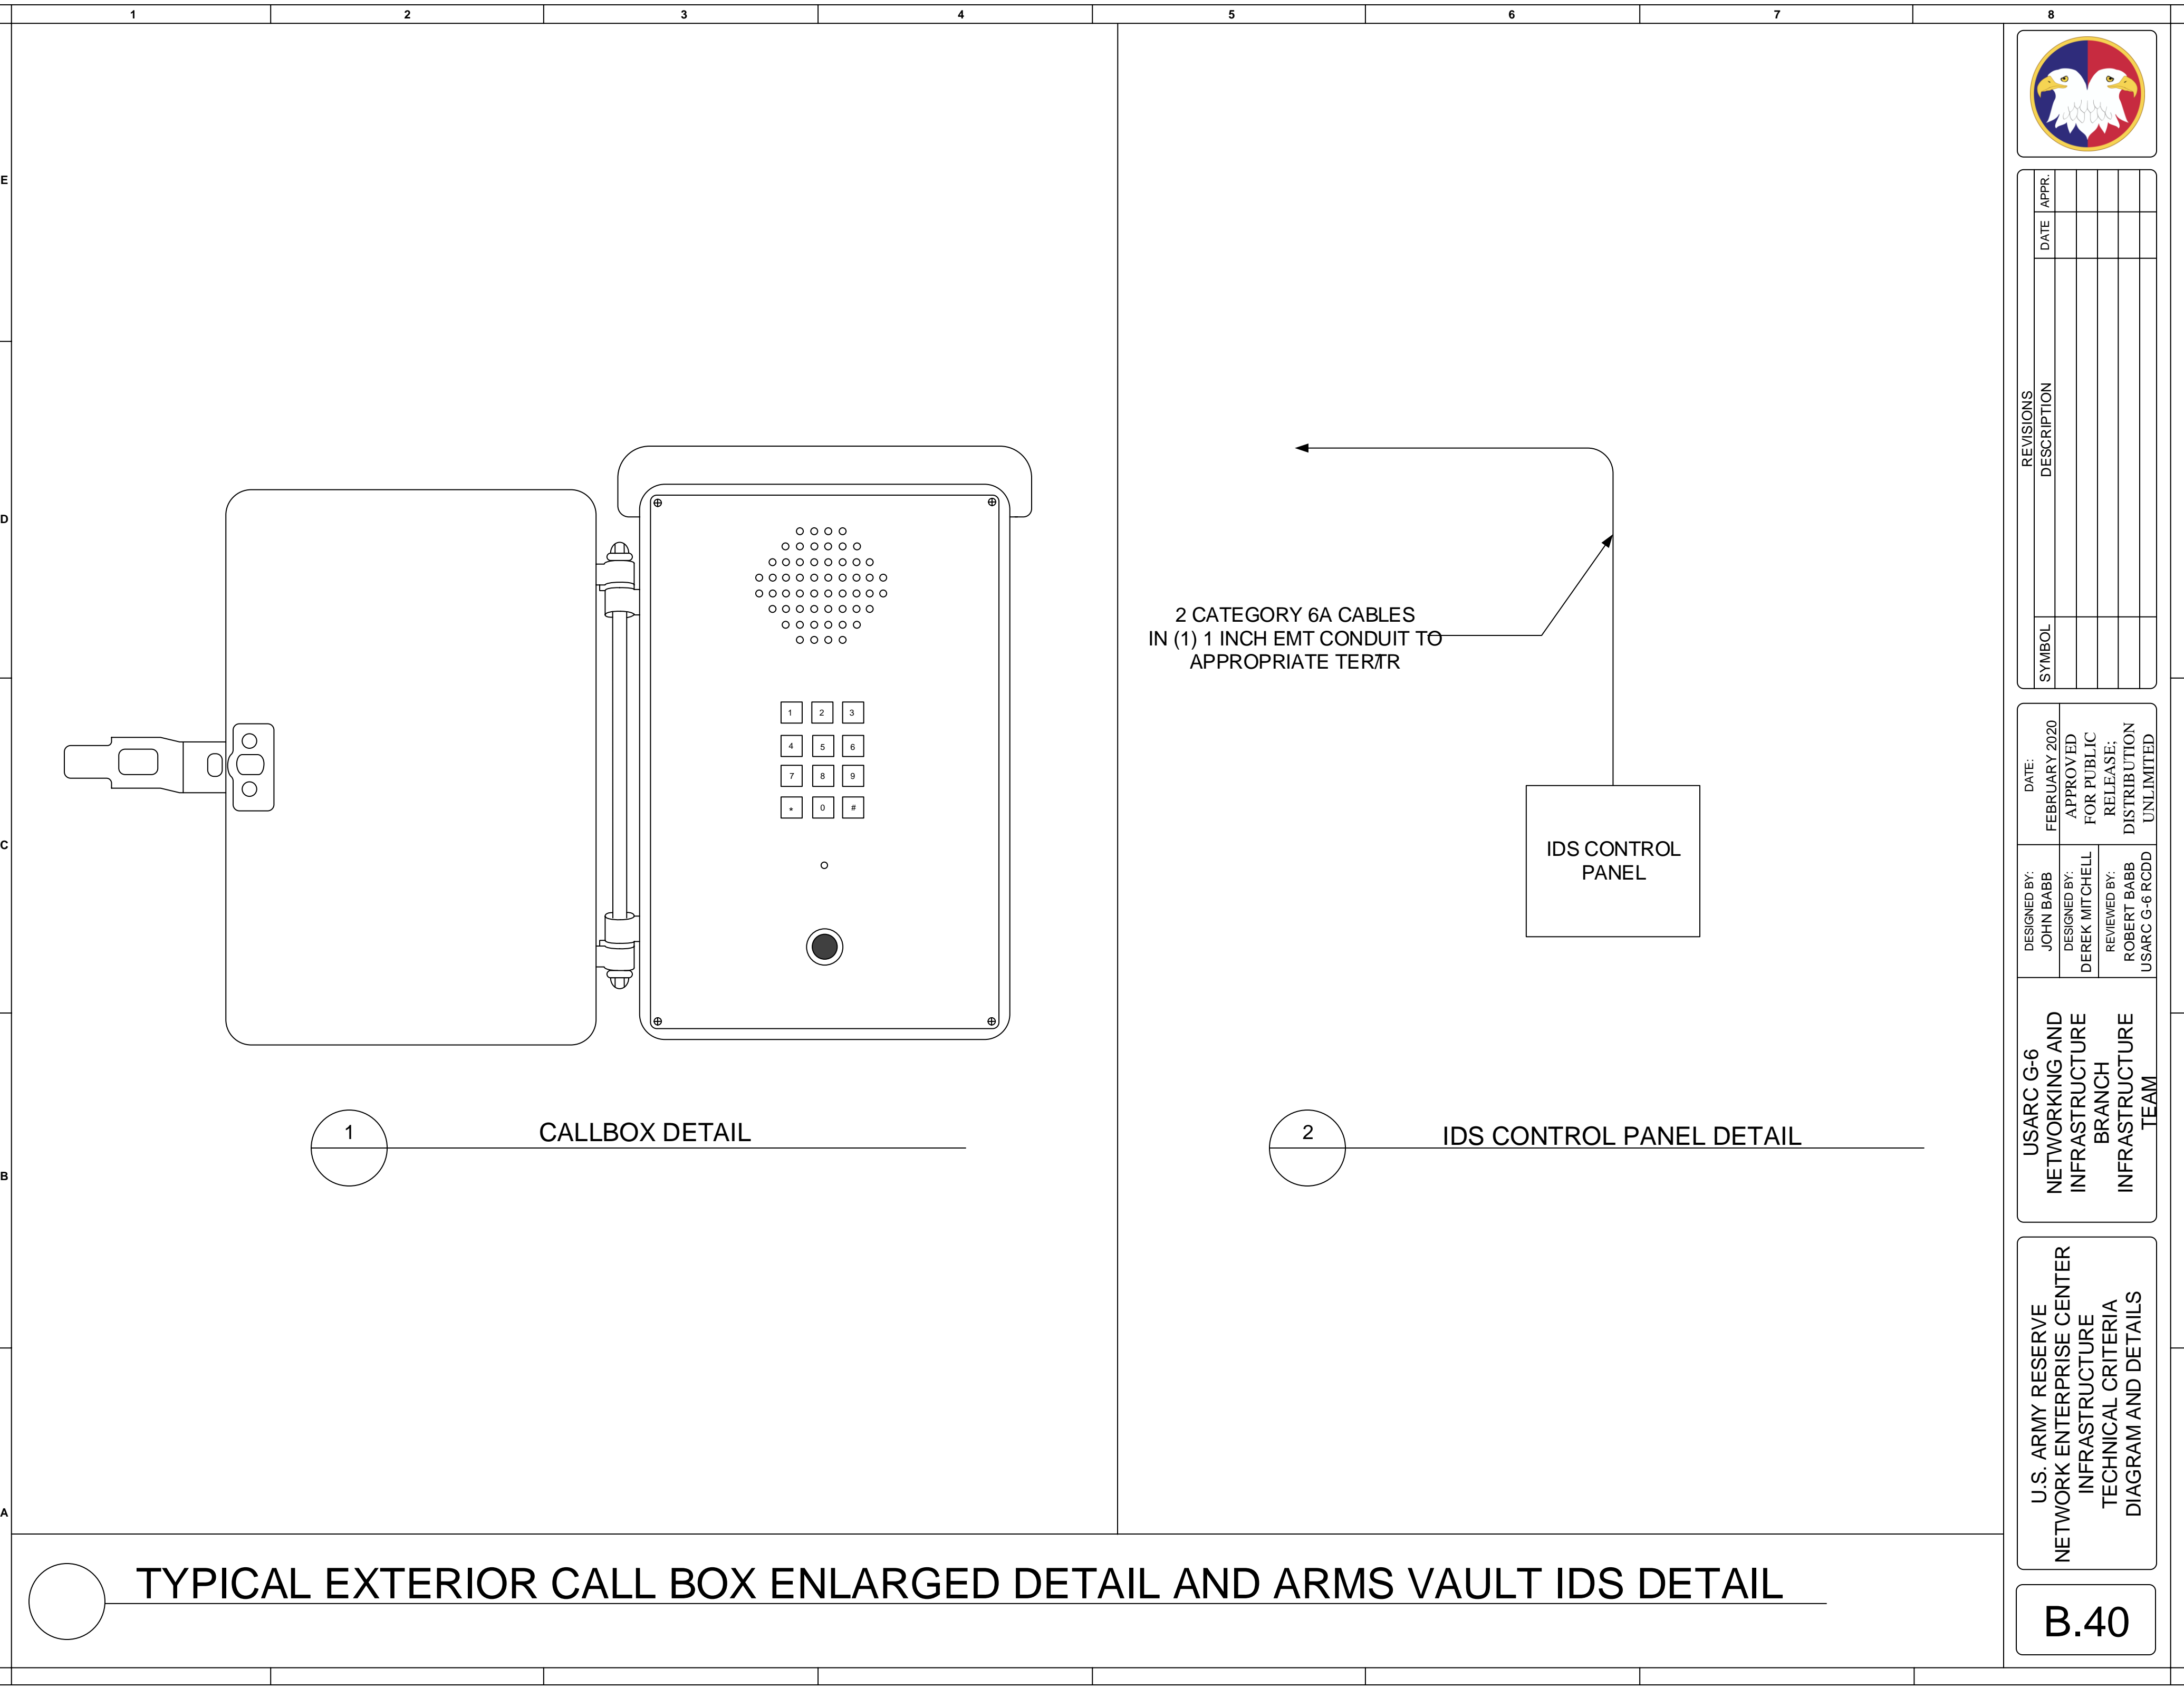 1 2 3 4 5 6 7 8
E
D
C
B
A
1 2 3
4 5 6
7 8 9
* 0 #
1
CALLBOX DETAIL
2 CATEGORY 6A CABLES
IN (1) 1 INCH EMT CONDUIT TO
APPROPRIATE TER/TR
IDS CONTROL
PANEL
2
IDS CONTROL PANEL DETAIL
TYPICAL EXTERIOR CALL BOX ENLARGED DETAIL AND ARMS VAULT IDS DETAIL
REVISIONS
SYMBOL DESCRIPTION DATE APPR.
DATE:
FEBRUARY 2020
APPROVED
FOR PUBLIC
RELEASE;
DISTRIBUTION
UNLIMITED
DESIGNED BY:
JOHN BABB
DESIGNED BY:
DEREK MITCHELL
REVIEWED BY:
ROBERT BABB
USARC G-6 RCDD
USARC G-6
NETWORKING AND
INFRASTRUCTURE
BRANCH
INFRASTRUCTURE
TEAM
U.S. ARMY RESERVE
NETWORK ENTERPRISE CENTER
INFRASTRUCTURE
TECHNICAL CRITERIA
DIAGRAM AND DETAILS
B.40